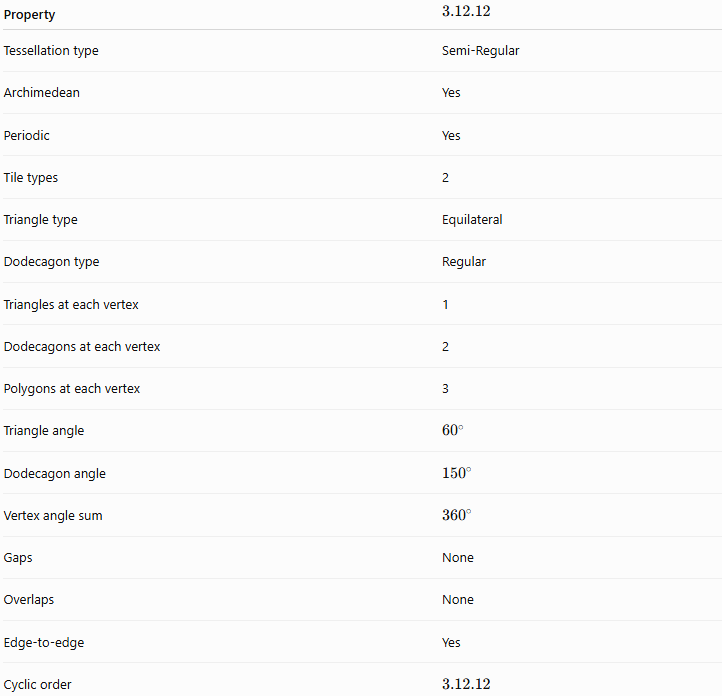 Property 3.12.12
Tessellation type Semi-Regular
Archimedean Yes
Periodic Yes
Tile types 2
Triangle type Equilateral
Dodecagon type Regular
Triangles at each vertex 1
Dodecagons at each vertex 2
Polygons at each vertex 3
Triangle angle 60°
Dodecagon angle 150°
Vertex angle sum 360°
Gaps None
Overlaps None
Edge-to-edge Yes
Cyclic order 3.12.12